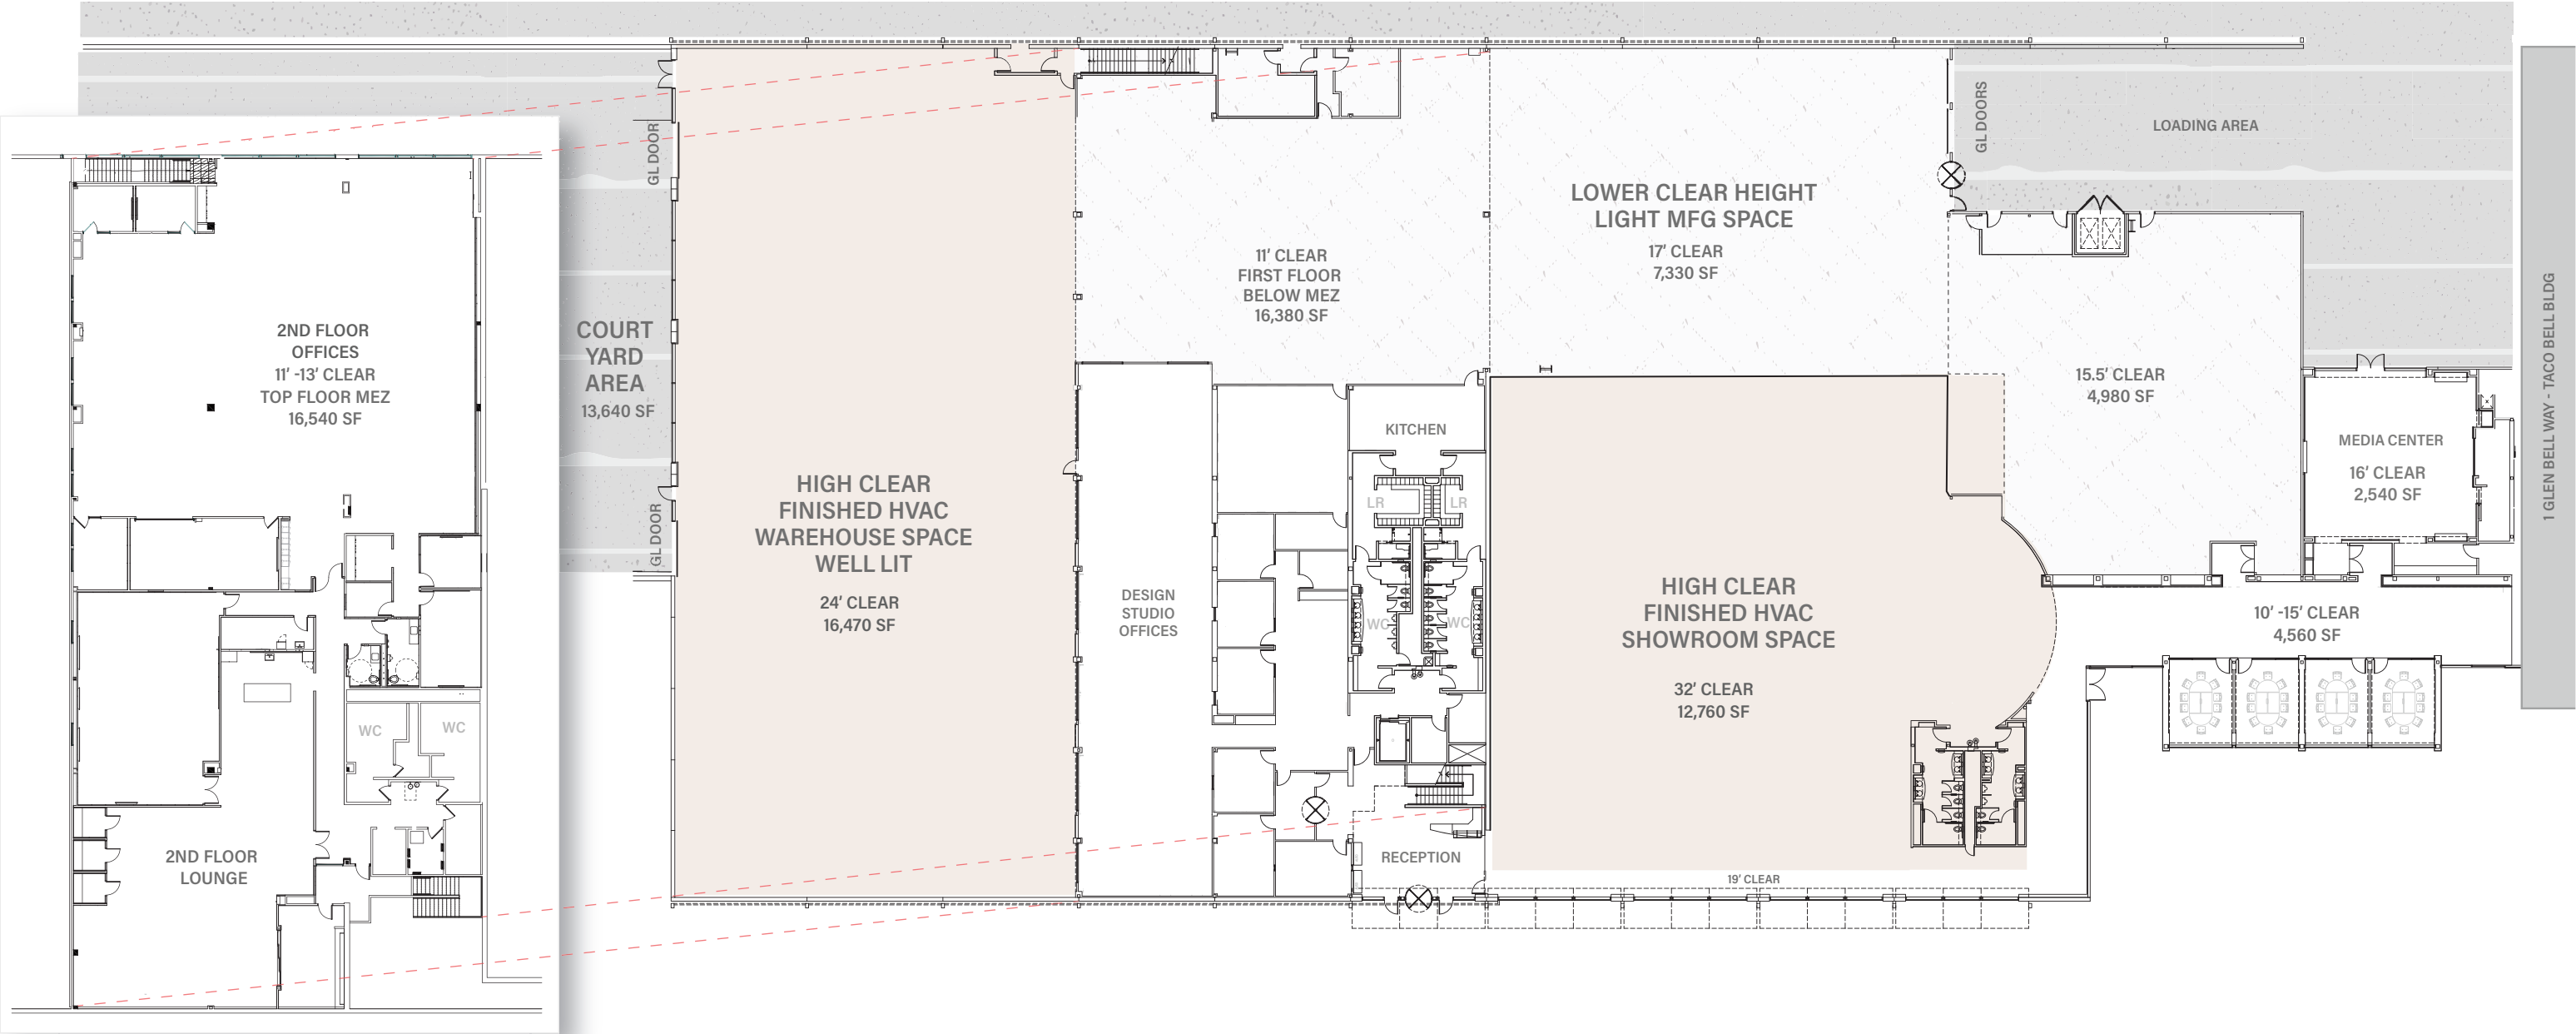 2ND FLOOR
OFFICES
11' -13' CLEAR
TOP FLOOR MEZ
16,540 SF
WC
WC
2ND FLOOR
LOUNGE
COURT
YARD
AREA
13,640 SF
GL DOOR
GL DOOR
HIGH CLEAR
FINISHED HVAC
WAREHOUSE SPACE
WELL LIT
24' CLEAR
16,470 SF
11' CLEAR
FIRST FLOOR
BELOW MEZ
16,380 SF
DESIGN
STUDIO
OFFICES
KITCHEN
LR
LR
WC
WC
RECEPTION
LOWER CLEAR HEIGHT
LIGHT MFG SPACE
17' CLEAR
7,330 SF
HIGH CLEAR
FINISHED HVAC
SHOWROOM SPACE
32' CLEAR
12,760 SF
19' CLEAR
GL DOORS
LOADING AREA
15.5' CLEAR
4,980 SF
MEDIA CENTER
16' CLEAR
2,540 SF
10' -15' CLEAR
4,560 SF
1 GLEN BELL WAY - TACO BELL BLDG